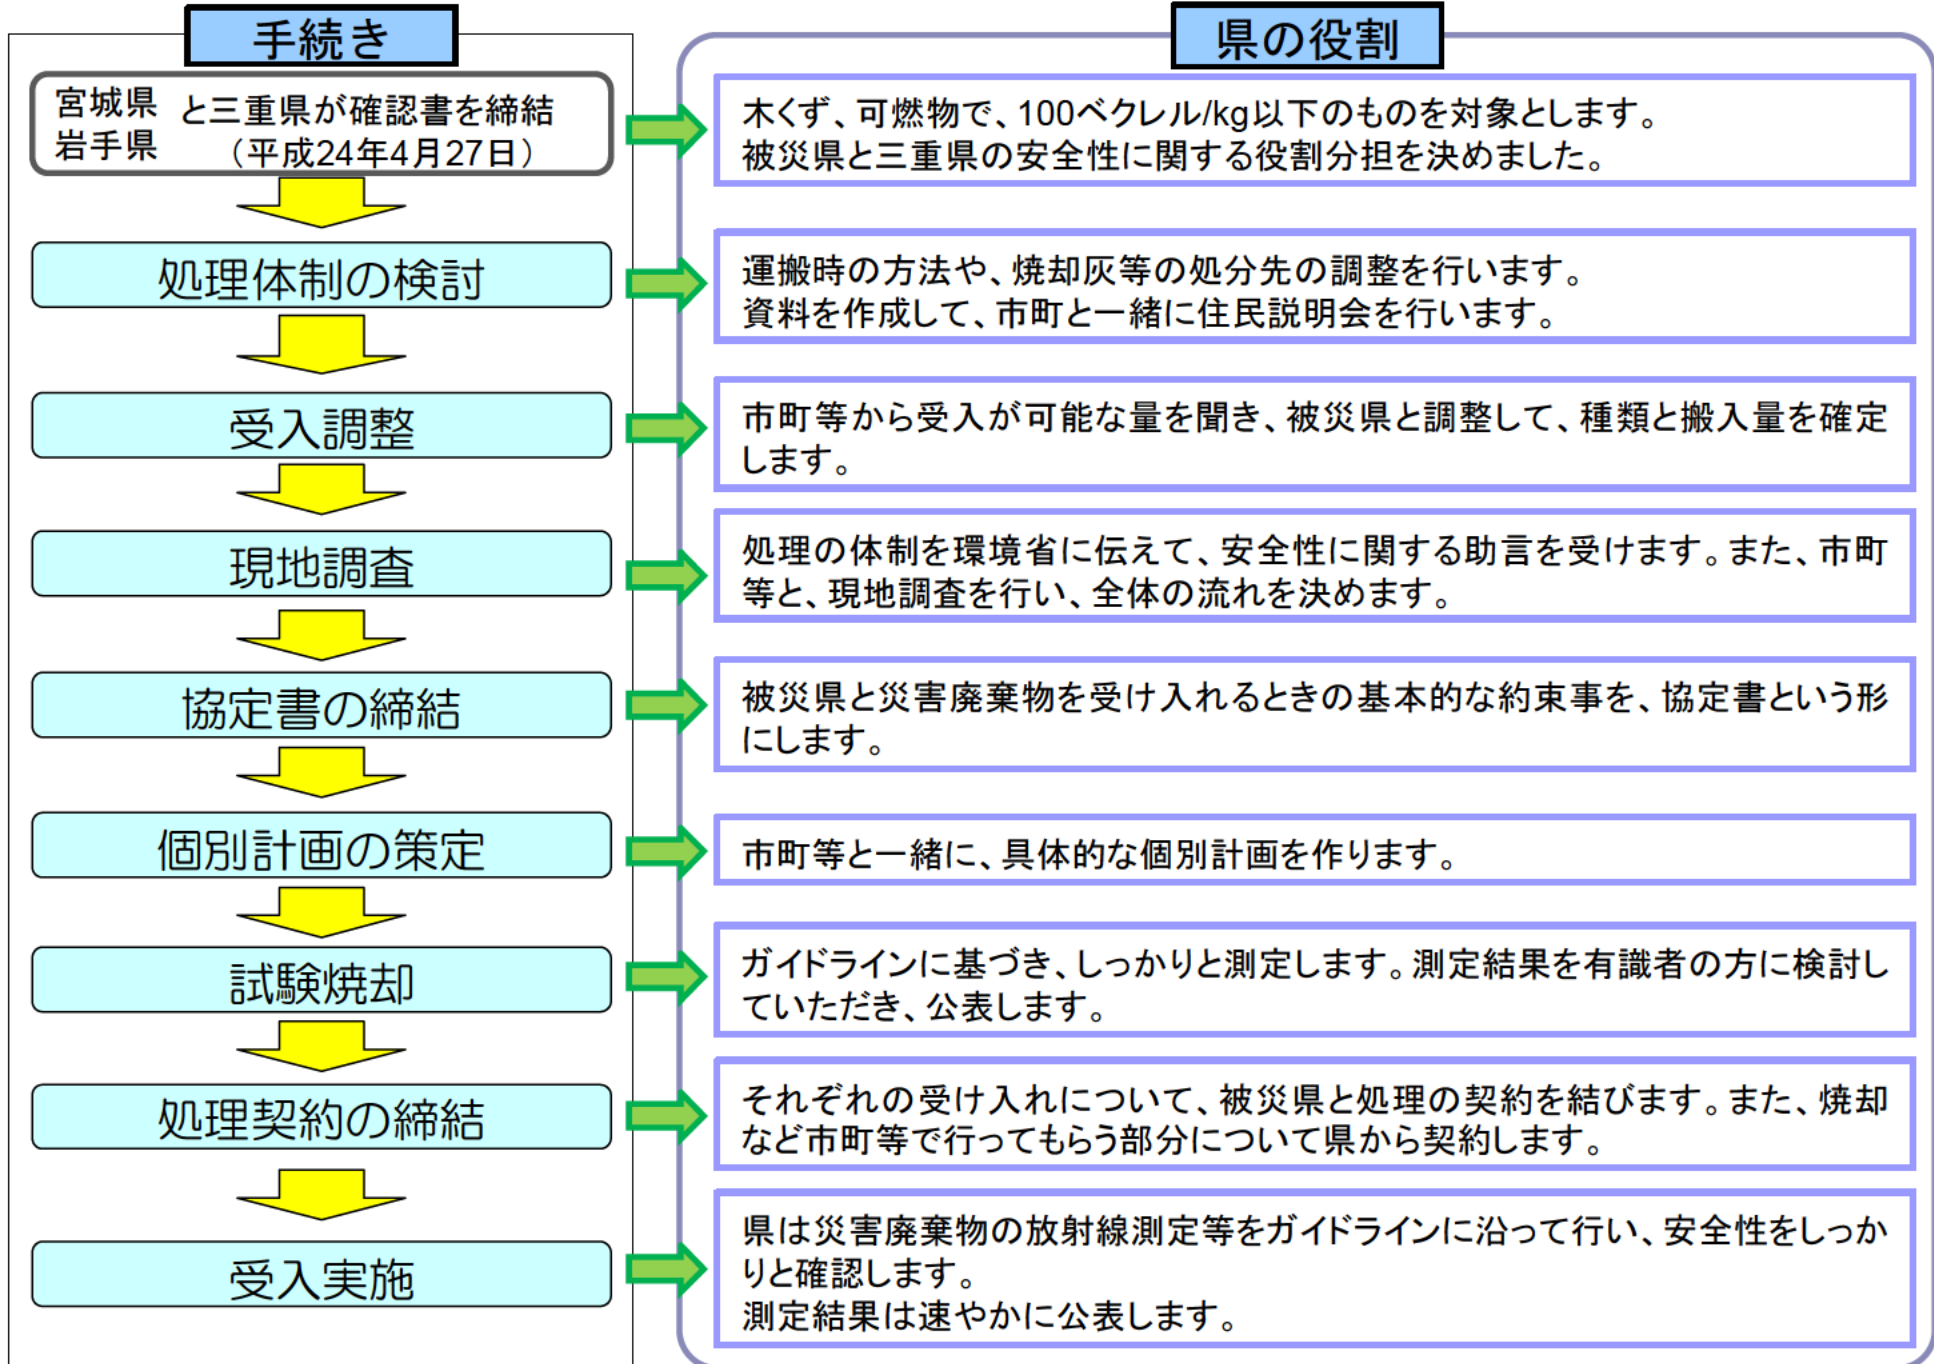 手続き
県の役割
宮城県
岩手県
と三重県が確認書を締結
（平成24年4月27日）
木くず、可燃物で、100ベクレル/kg以下のものを対象とします。
被災県と三重県の安全性に関する役割分担を決めました。
処理体制の検討
運搬時の方法や、焼却灰等の処分先の調整を行います。
資料を作成して、市町と一緒に住民説明会を行います。
受入調整
市町等から受入が可能な量を聞き、被災県と調整して、種類と搬入量を確定
します。
現地調査
処理の体制を環境省に伝えて、安全性に関する助言を受けます。また、市町
等と、現地調査を行い、全体の流れを決めます。
協定書の締結
被災県と災害廃棄物を受け入れるときの基本的な約束事を、協定書という形
にします。
個別計画の策定
市町等と一緒に、具体的な個別計画を作ります。
試験焼却
ガイドラインに基づき、しっかりと測定します。測定結果を有識者の方に検討し
ていただき、公表します。
処理契約の締結
それぞれの受け入れについて、被災県と処理の契約を結びます。また、焼却
など市町等で行ってもらう部分について県から契約します。
受入実施
県は災害廃棄物の放射線測定等をガイドラインに沿って行い、安全性をしっか
りと確認します。
測定結果は速やかに公表します。